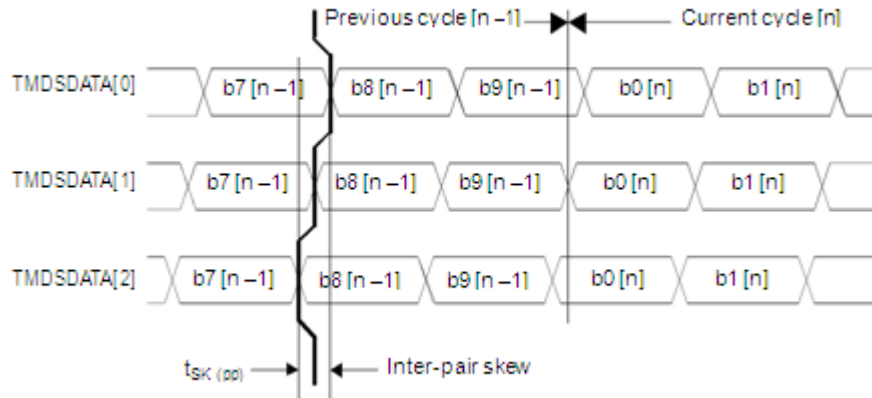 Previous cycle [n –1] Current cycle [n]
TMDSDATA[0] b7 [n –1] b8 [n –1] b9 [n –1] b0 [n] b1 [n]
TMDSDATA[1] b7 [n –1] b8 [n –1] b9 [n –1] b0 [n] b1 [n]
TMDSDATA[2] b7 [n –1] b8 [n –1] b9 [n –1] b0 [n] b1 [n]
tSK (pp) Inter-pair skew